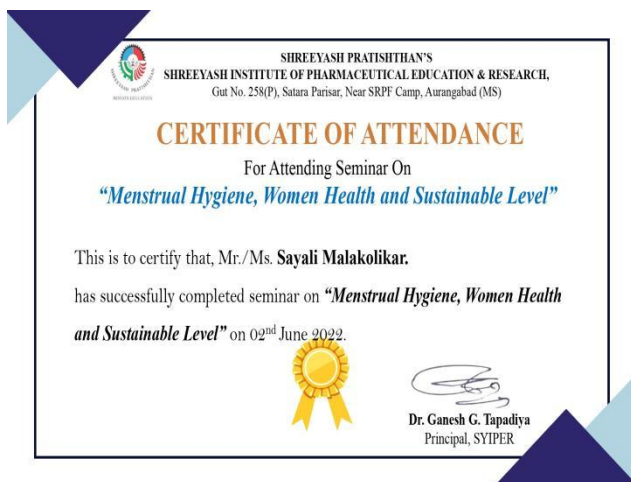 SHREEYASH PRATISHTHAN'S
SHREEYASH INSTITUTE OF PHARMACEUTICAL EDUCATION & RESEARCH,
Gut No. 258(P), Satara Parisar, Near SRPF Camp, Aurangabad (MS)
CERTIFICATE OF ATTENDANCE
For Attending Seminar On
“Menstrual Hygiene, Women Health and Sustainable Level”
This is to certify that, Mr./Ms. Sayali Malakolikar.
has successfully completed seminar on “Menstrual Hygiene, Women Health
and Sustainable Level” on 02nd June 2022.
Dr. Ganesh G. Tapadiya
Principal, SYIPER